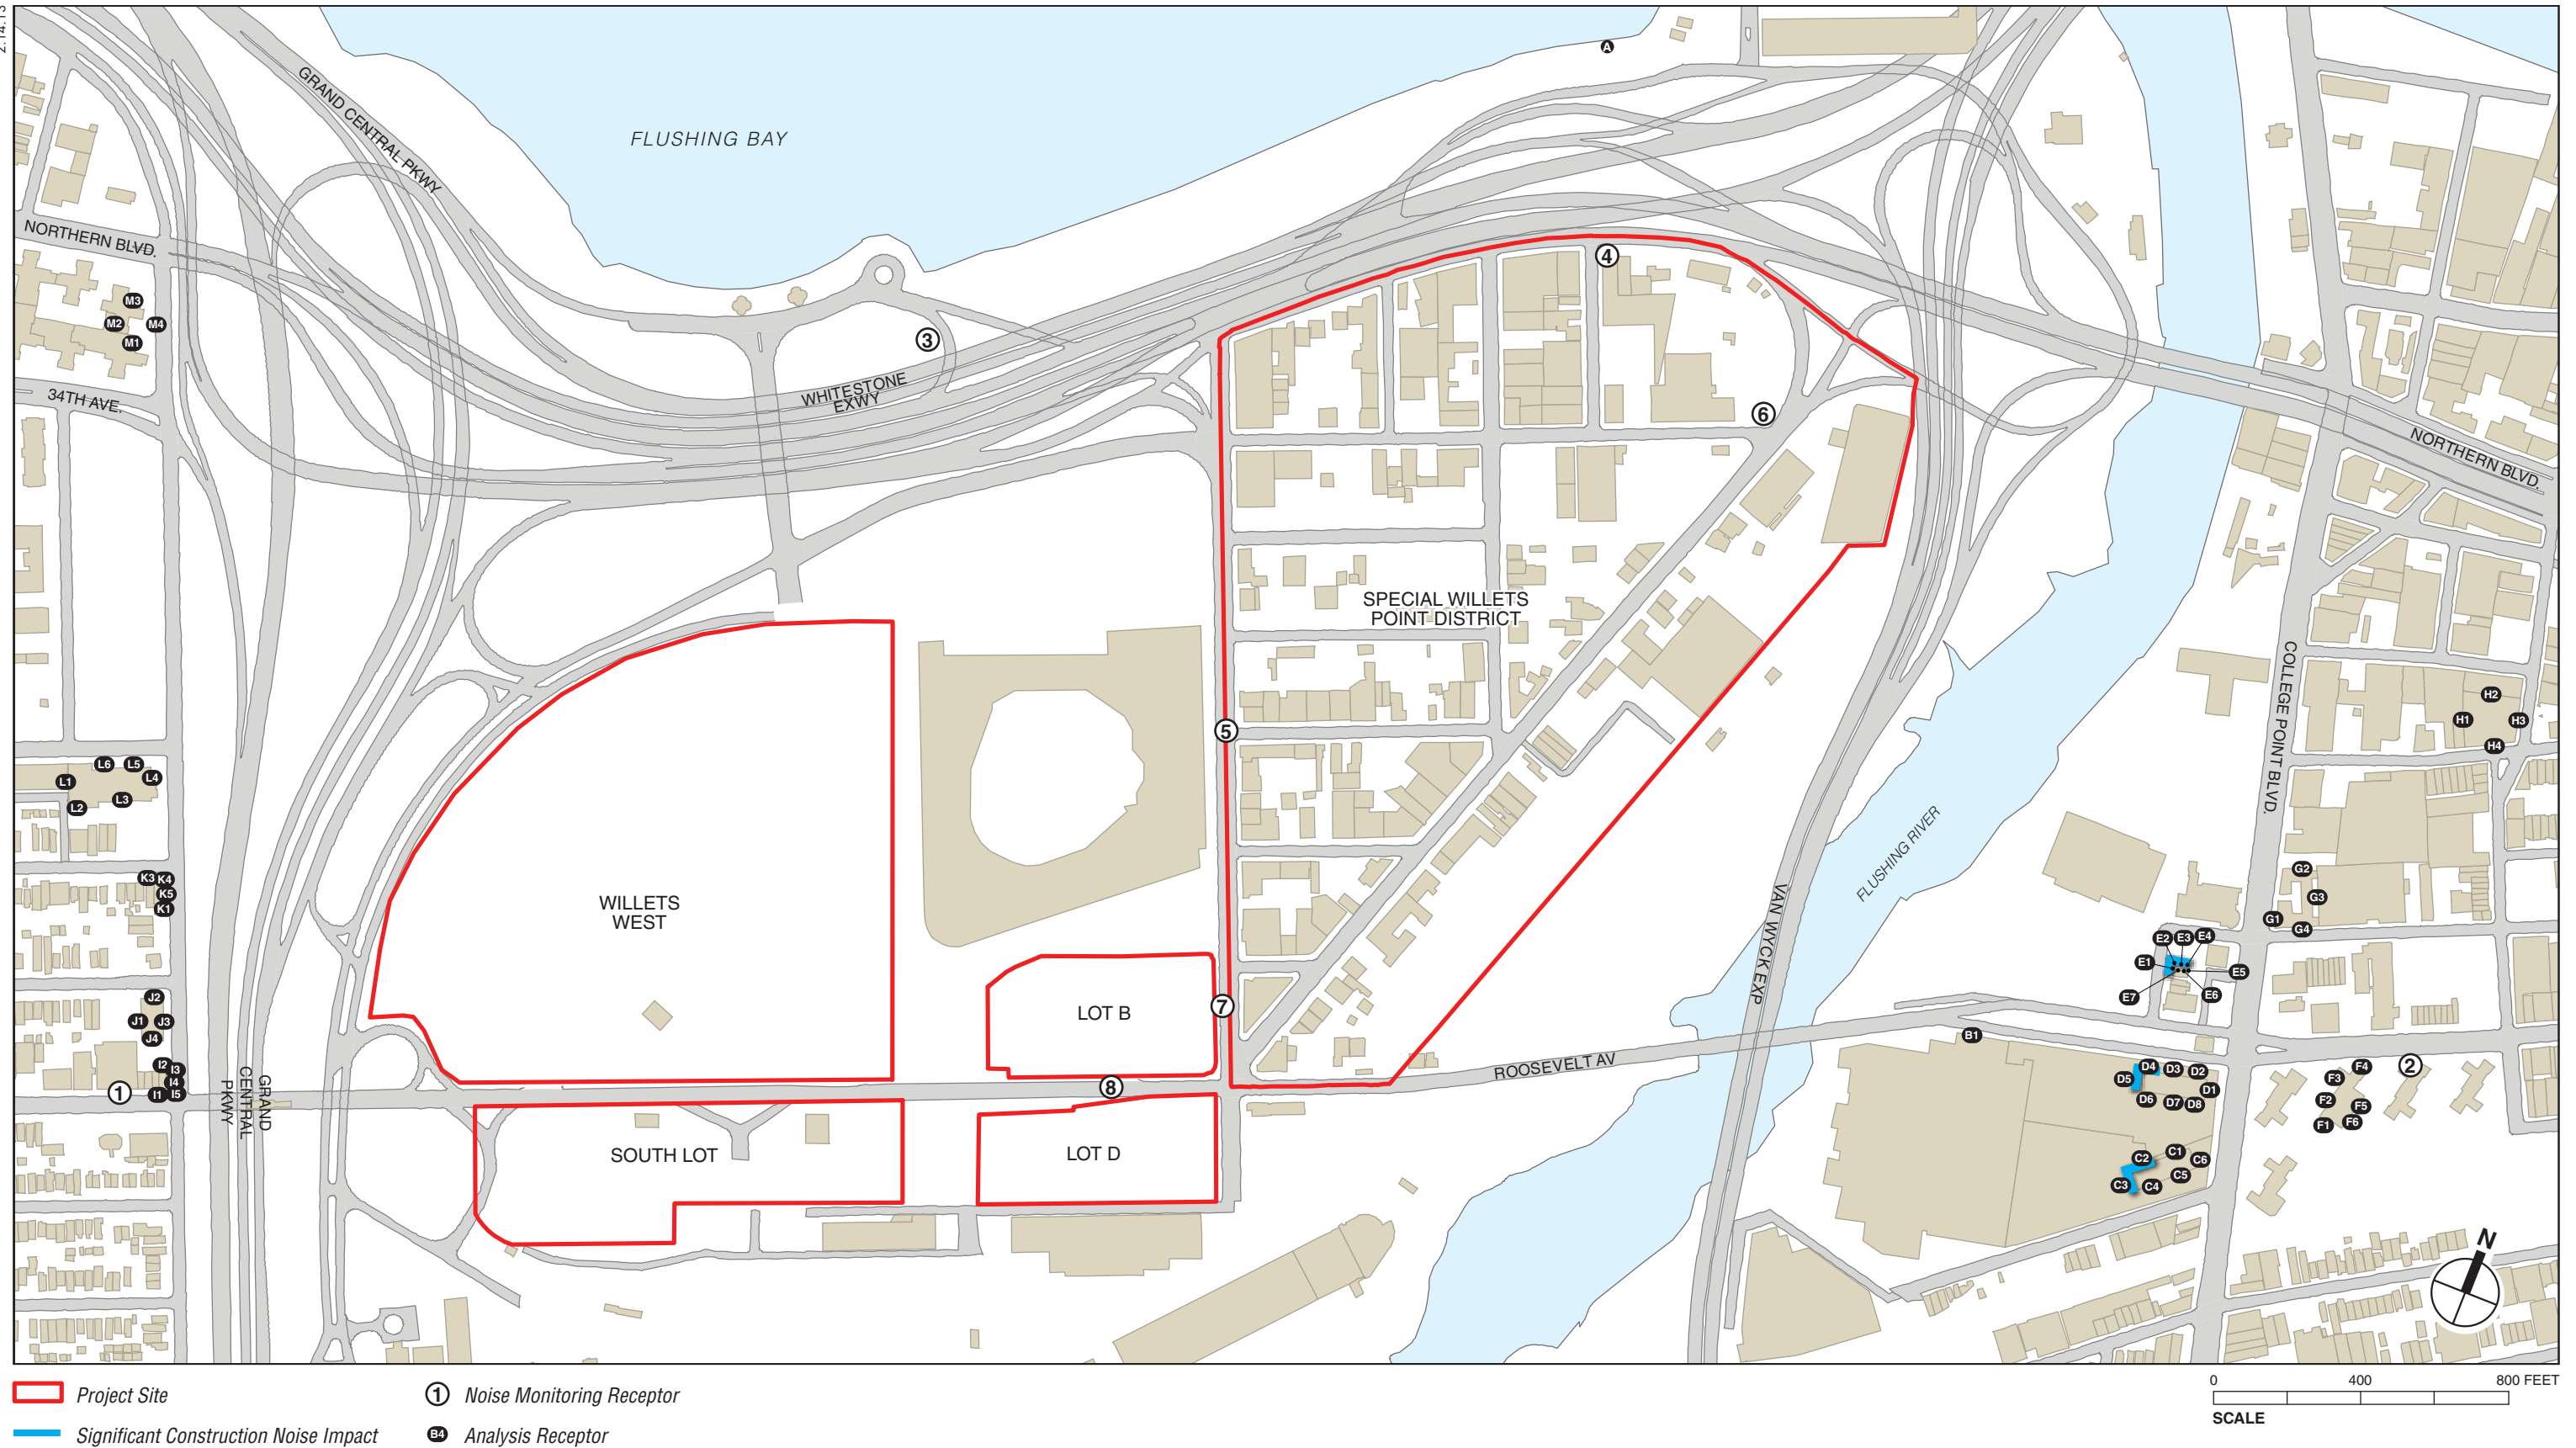 2.14.13
A
GRAND CENTRAL PKWY
FLUSHING BAY
NORTHERN BLVD.
4
M3
M2
M4
M1
3
WHITESTONE
EXWY
34TH AVE.
6
NORTHERN BLVD.
SPECIAL WILLETS
POINT DISTRICT
COLLEGE POINT BLVD.
H2
H1
H3
H4
5
L6
L5
L4
L1
L3
L2
FLUSHING RIVER
K3
K4
K5
K1
G2
G3
G1
G4
WILLETS
WEST
VAN WYCK EXP
E2
E3
E4
E1
E5
E7
E6
J2
J1
J3
J4
LOT B
7
B1
ROOSEVELT AV
I2
I3
I4
I1
I5
1
8
2
D4
D3
D2
D5
D1
D6
D7
D8
F4
F3
F2
F5
F1
F6
GRAND
CENTRAL
PKWY
SOUTH LOT
LOT D
C1
C2
C6
C5
C3
C4
N
Project Site
1
Noise Monitoring Receptor
Significant Construction Noise Impact
B4
Analysis Receptor
0
400
800 FEET
SCALE